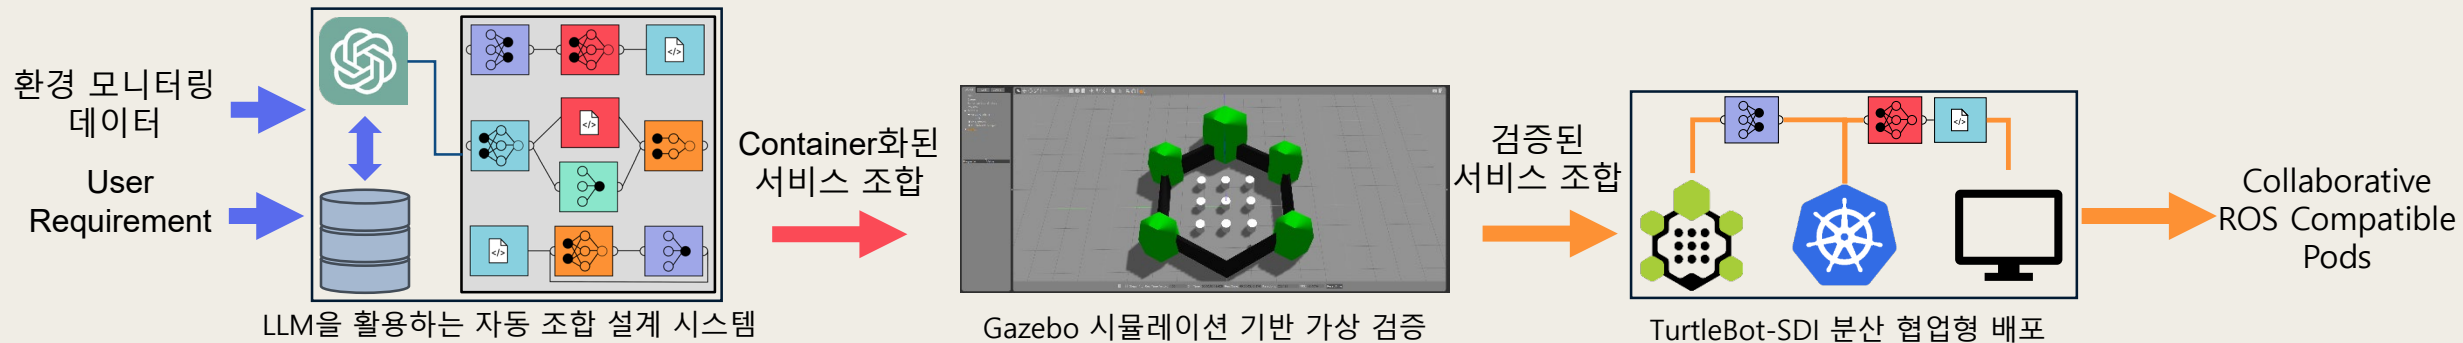 환경 모니터링
데이터
User
Requirement
</>
</>
</>
</>
LLM을 활용하는 자동 조합 설계 시스템
Container화된
서비스 조합
Gazebo 시뮬레이션 기반 가상 검증
검증된
서비스 조합
</>
TurtleBot-SDI 분산 협업형 배포
Collaborative
ROS Compatible
Pods